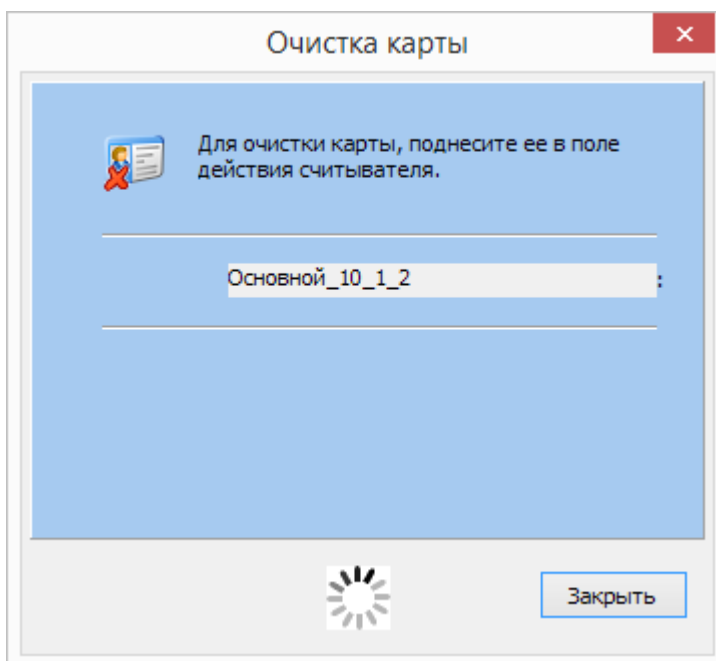 Очистка карты
Для очистки карты, поднесите ее в поле
действия считывателя.
Основной_10_1_2 :
Закрыть